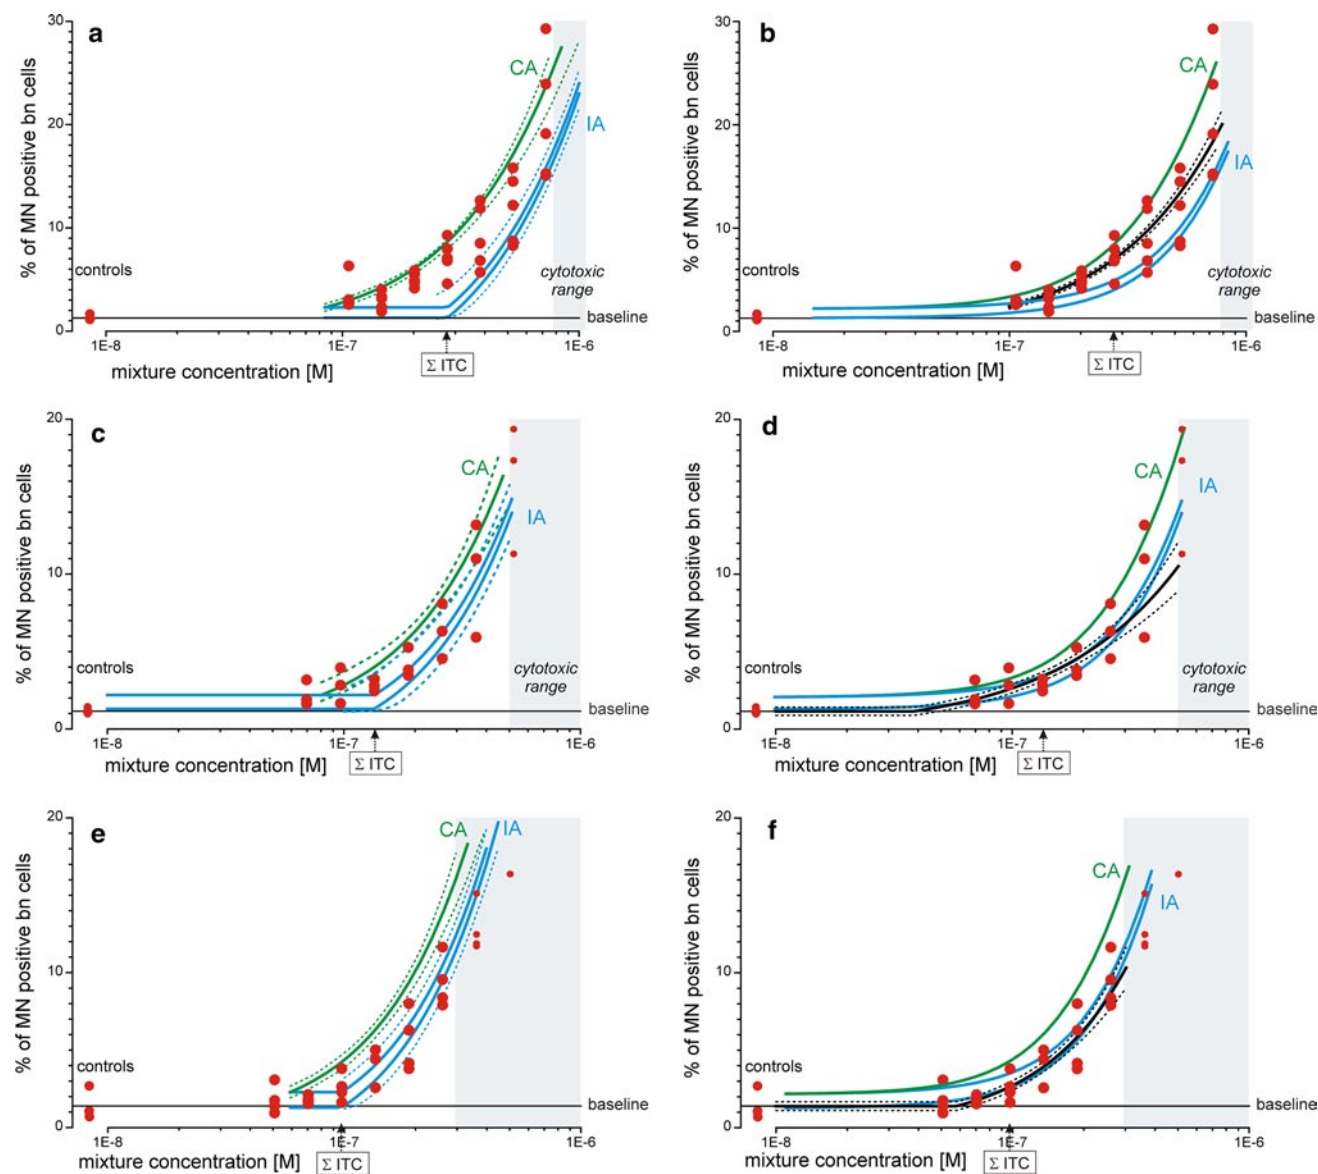 a
% of MN positive bn cells
30
20
10
0
controls
CA
IA
cytotoxic
range
baseline
1E-8
1E-7
1E-6
mixture concentration [M]
Σ ITC
b
% of MN positive bn cells
30
20
10
0
controls
CA
IA
cytotoxic
range
baseline
1E-8
1E-7
1E-6
mixture concentration [M]
Σ ITC
c
% of MN positive bn cells
20
10
0
controls
CA
IA
cytotoxic
range
baseline
1E-8
1E-7
1E-6
mixture concentration [M]
Σ ITC
d
% of MN positive bn cells
20
10
0
controls
CA
IA
cytotoxic
range
baseline
1E-8
1E-7
1E-6
mixture concentration [M]
Σ ITC
e
% of MN positive bn cells
20
10
0
controls
CA
IA
baseline
1E-8
1E-7
1E-6
mixture concentration [M]
Σ ITC
f
% of MN positive bn cells
20
10
0
controls
CA
IA
baseline
1E-8
1E-7
1E-6
mixture concentration [M]
Σ ITC